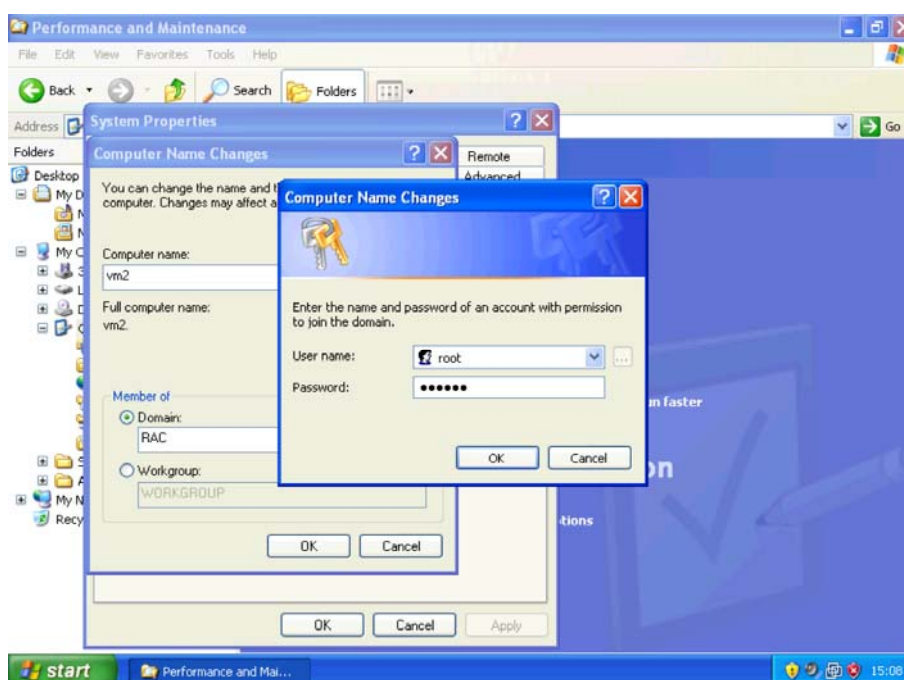 Performance and Maintenance
File Edit View Favorites Tools Help
Back Search Folders
Address Go
System Properties
Folders
Computer Name Changes
Remote
Advanced
Desktop
You can change the name and t
computer. Changes may affect a
Computer Name Changes
My D
My C
Computer name:
vm2
Full computer name:
vm2.
Enter the name and password of an account with permission
to join the domain.
User name: root
Password: ●●●●●●
Member of
Domain:
RAC
Workgroup:
WORKGROUP
My N
Recy
OK Cancel
OK Cancel
OK Cancel Apply
un faster
on
tions
start Performance and Mai... 15:08